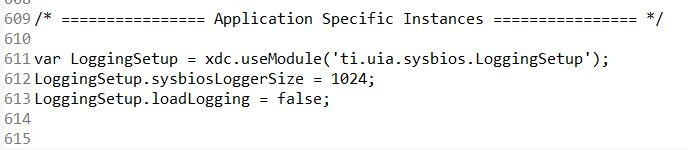 609 /* ================ Application Specific Instances ================ */
610
611 var LoggingSetup = xdc.useModule('ti.uia.sysbios.LoggingSetup');
612 LoggingSetup.sysbiosLoggerSize = 1024;
613 LoggingSetup.loadLogging = false;
614
615